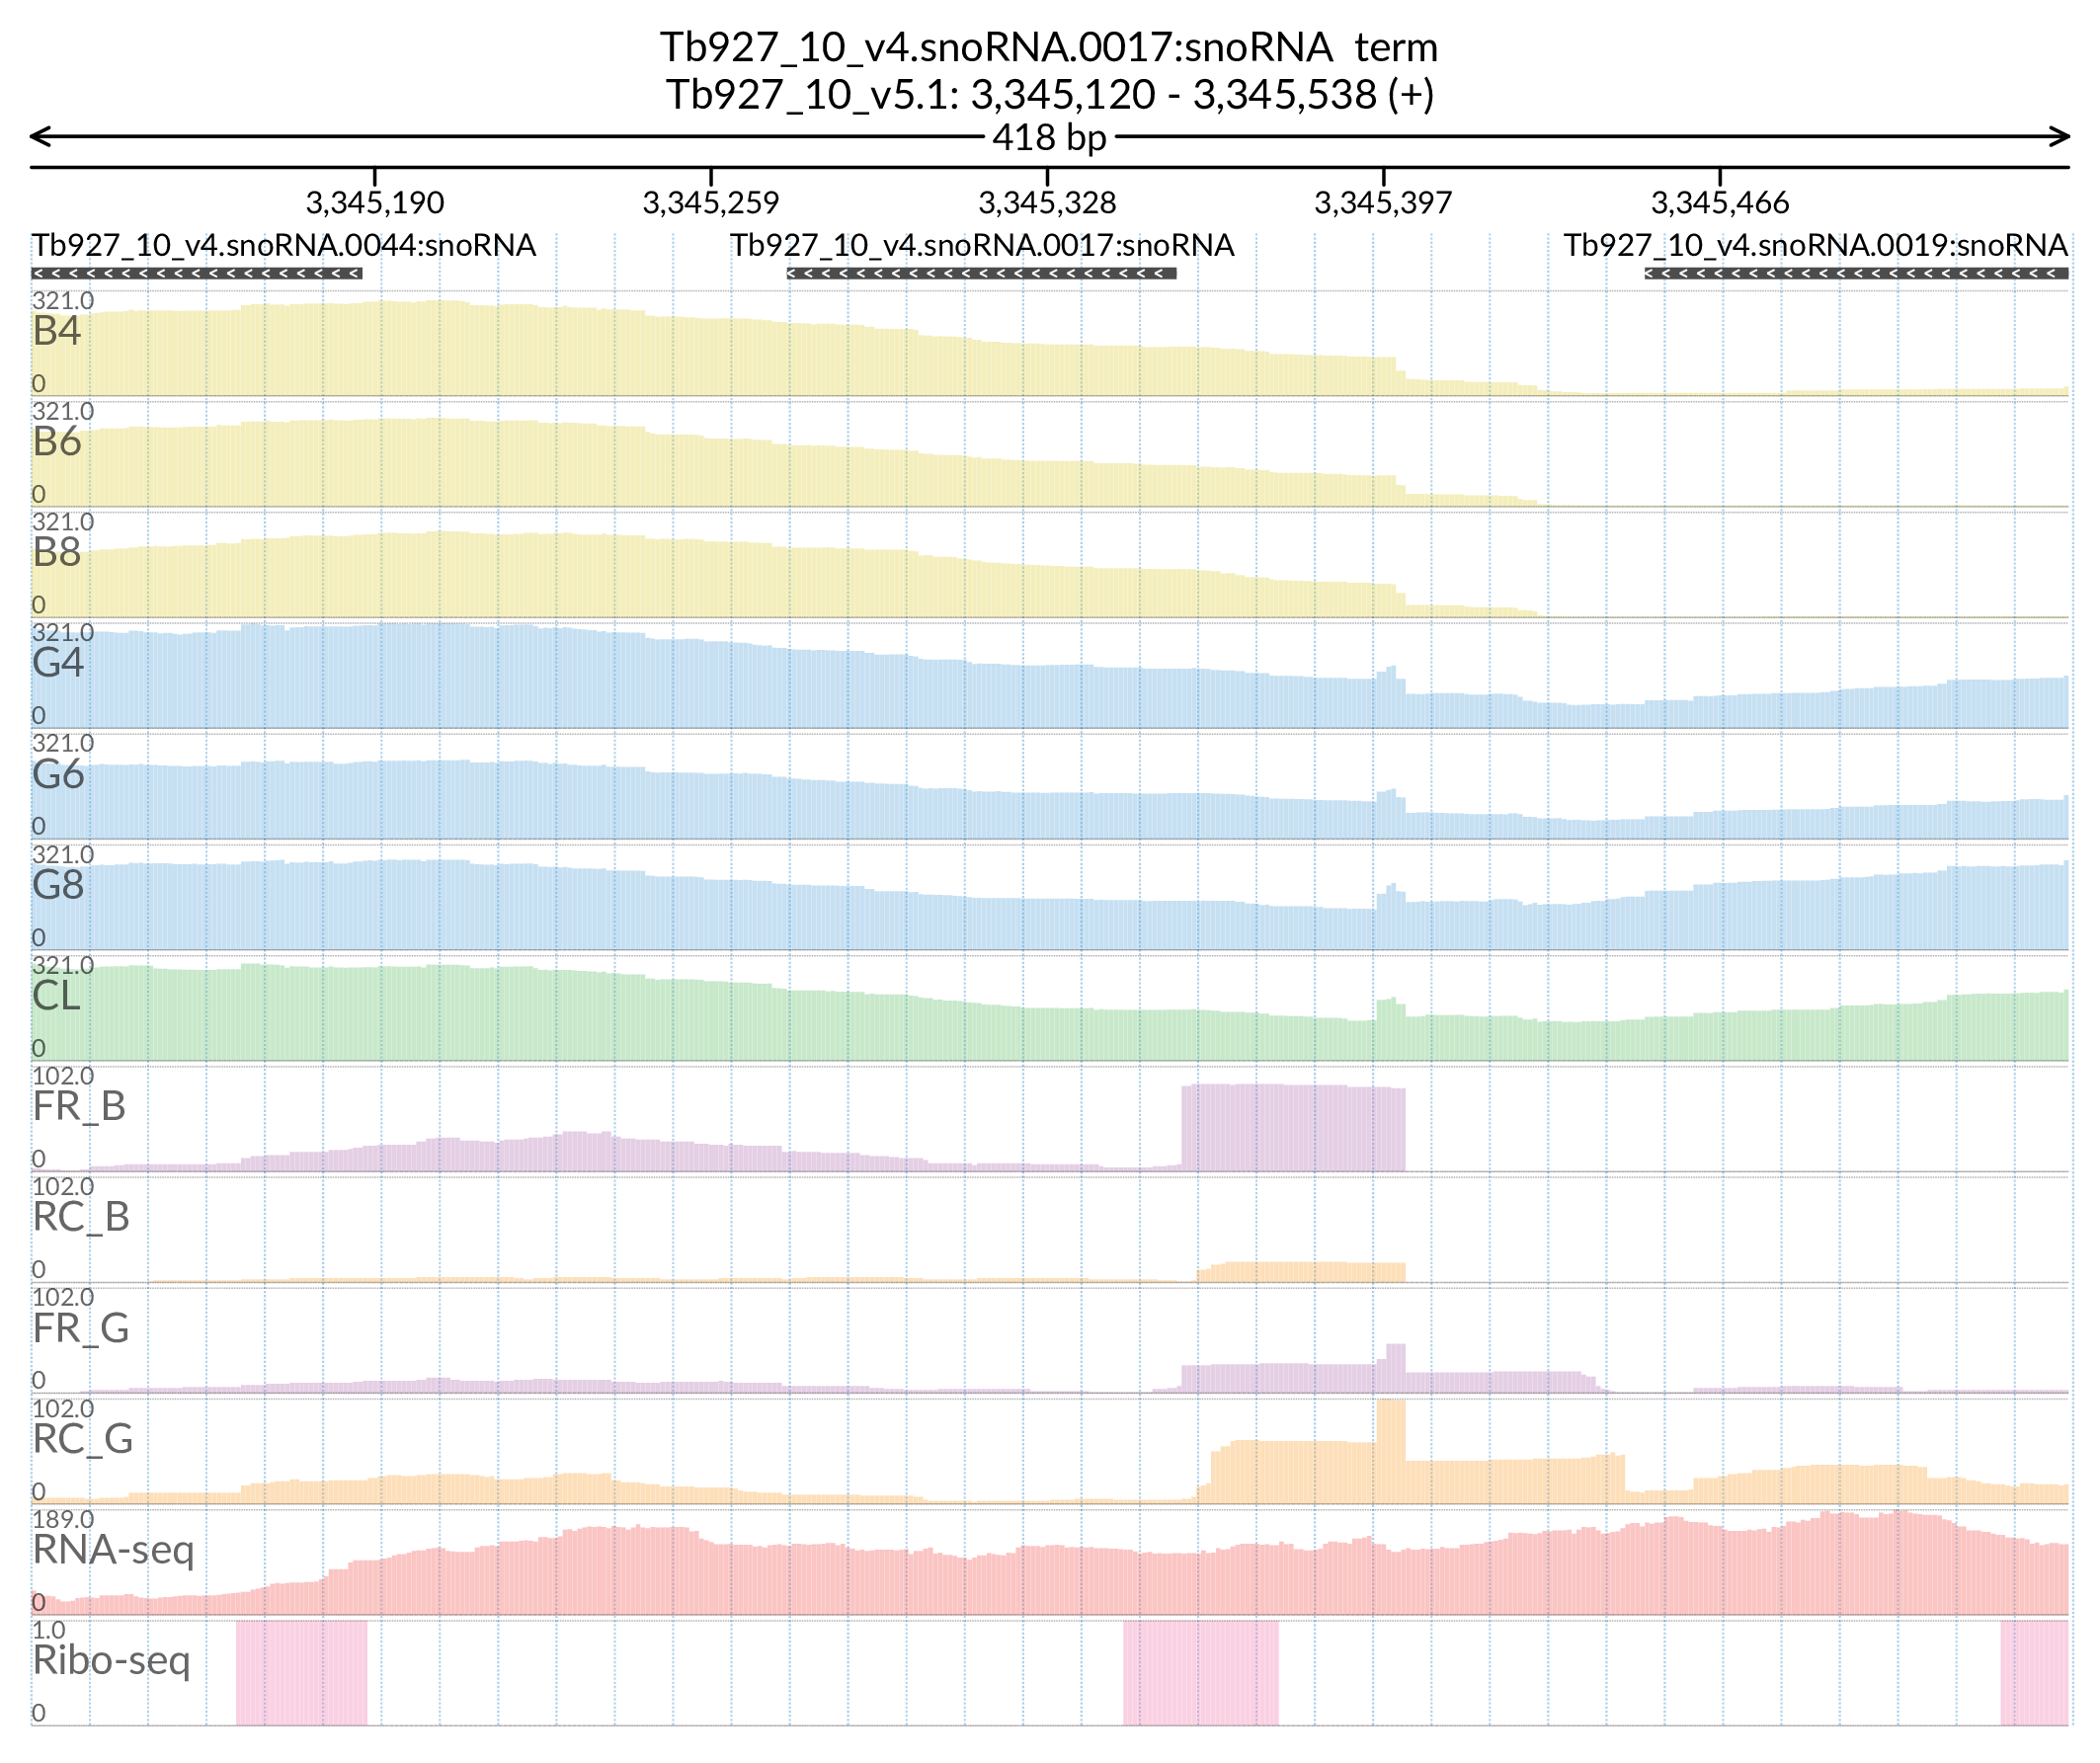 Tb927_10_v4.snoRNA.0017:snoRNA term
Tb927_10_v5.1: 3,345,120 - 3,345,538 (+)
418 bp
3,345,190 3,345,259 3,345,328 3,345,397 3,345,466
Tb927_10_v4.snoRNA.0044:snoRNA Tb927_10_v4.snoRNA.0017:snoRNA Tb927_10_v4.snoRNA.0019:snoRNA
321.0
B4
0
321.0
B6
0
321.0
B8
0
321.0
G4
0
321.0
G6
0
321.0
G8
0
321.0
CL
0
102.0
FR_B
0
102.0
RC_B
0
102.0
FR_G
0
102.0
RC_G
0
189.0
RNA-seq
0
1.0
Ribo-seq
0